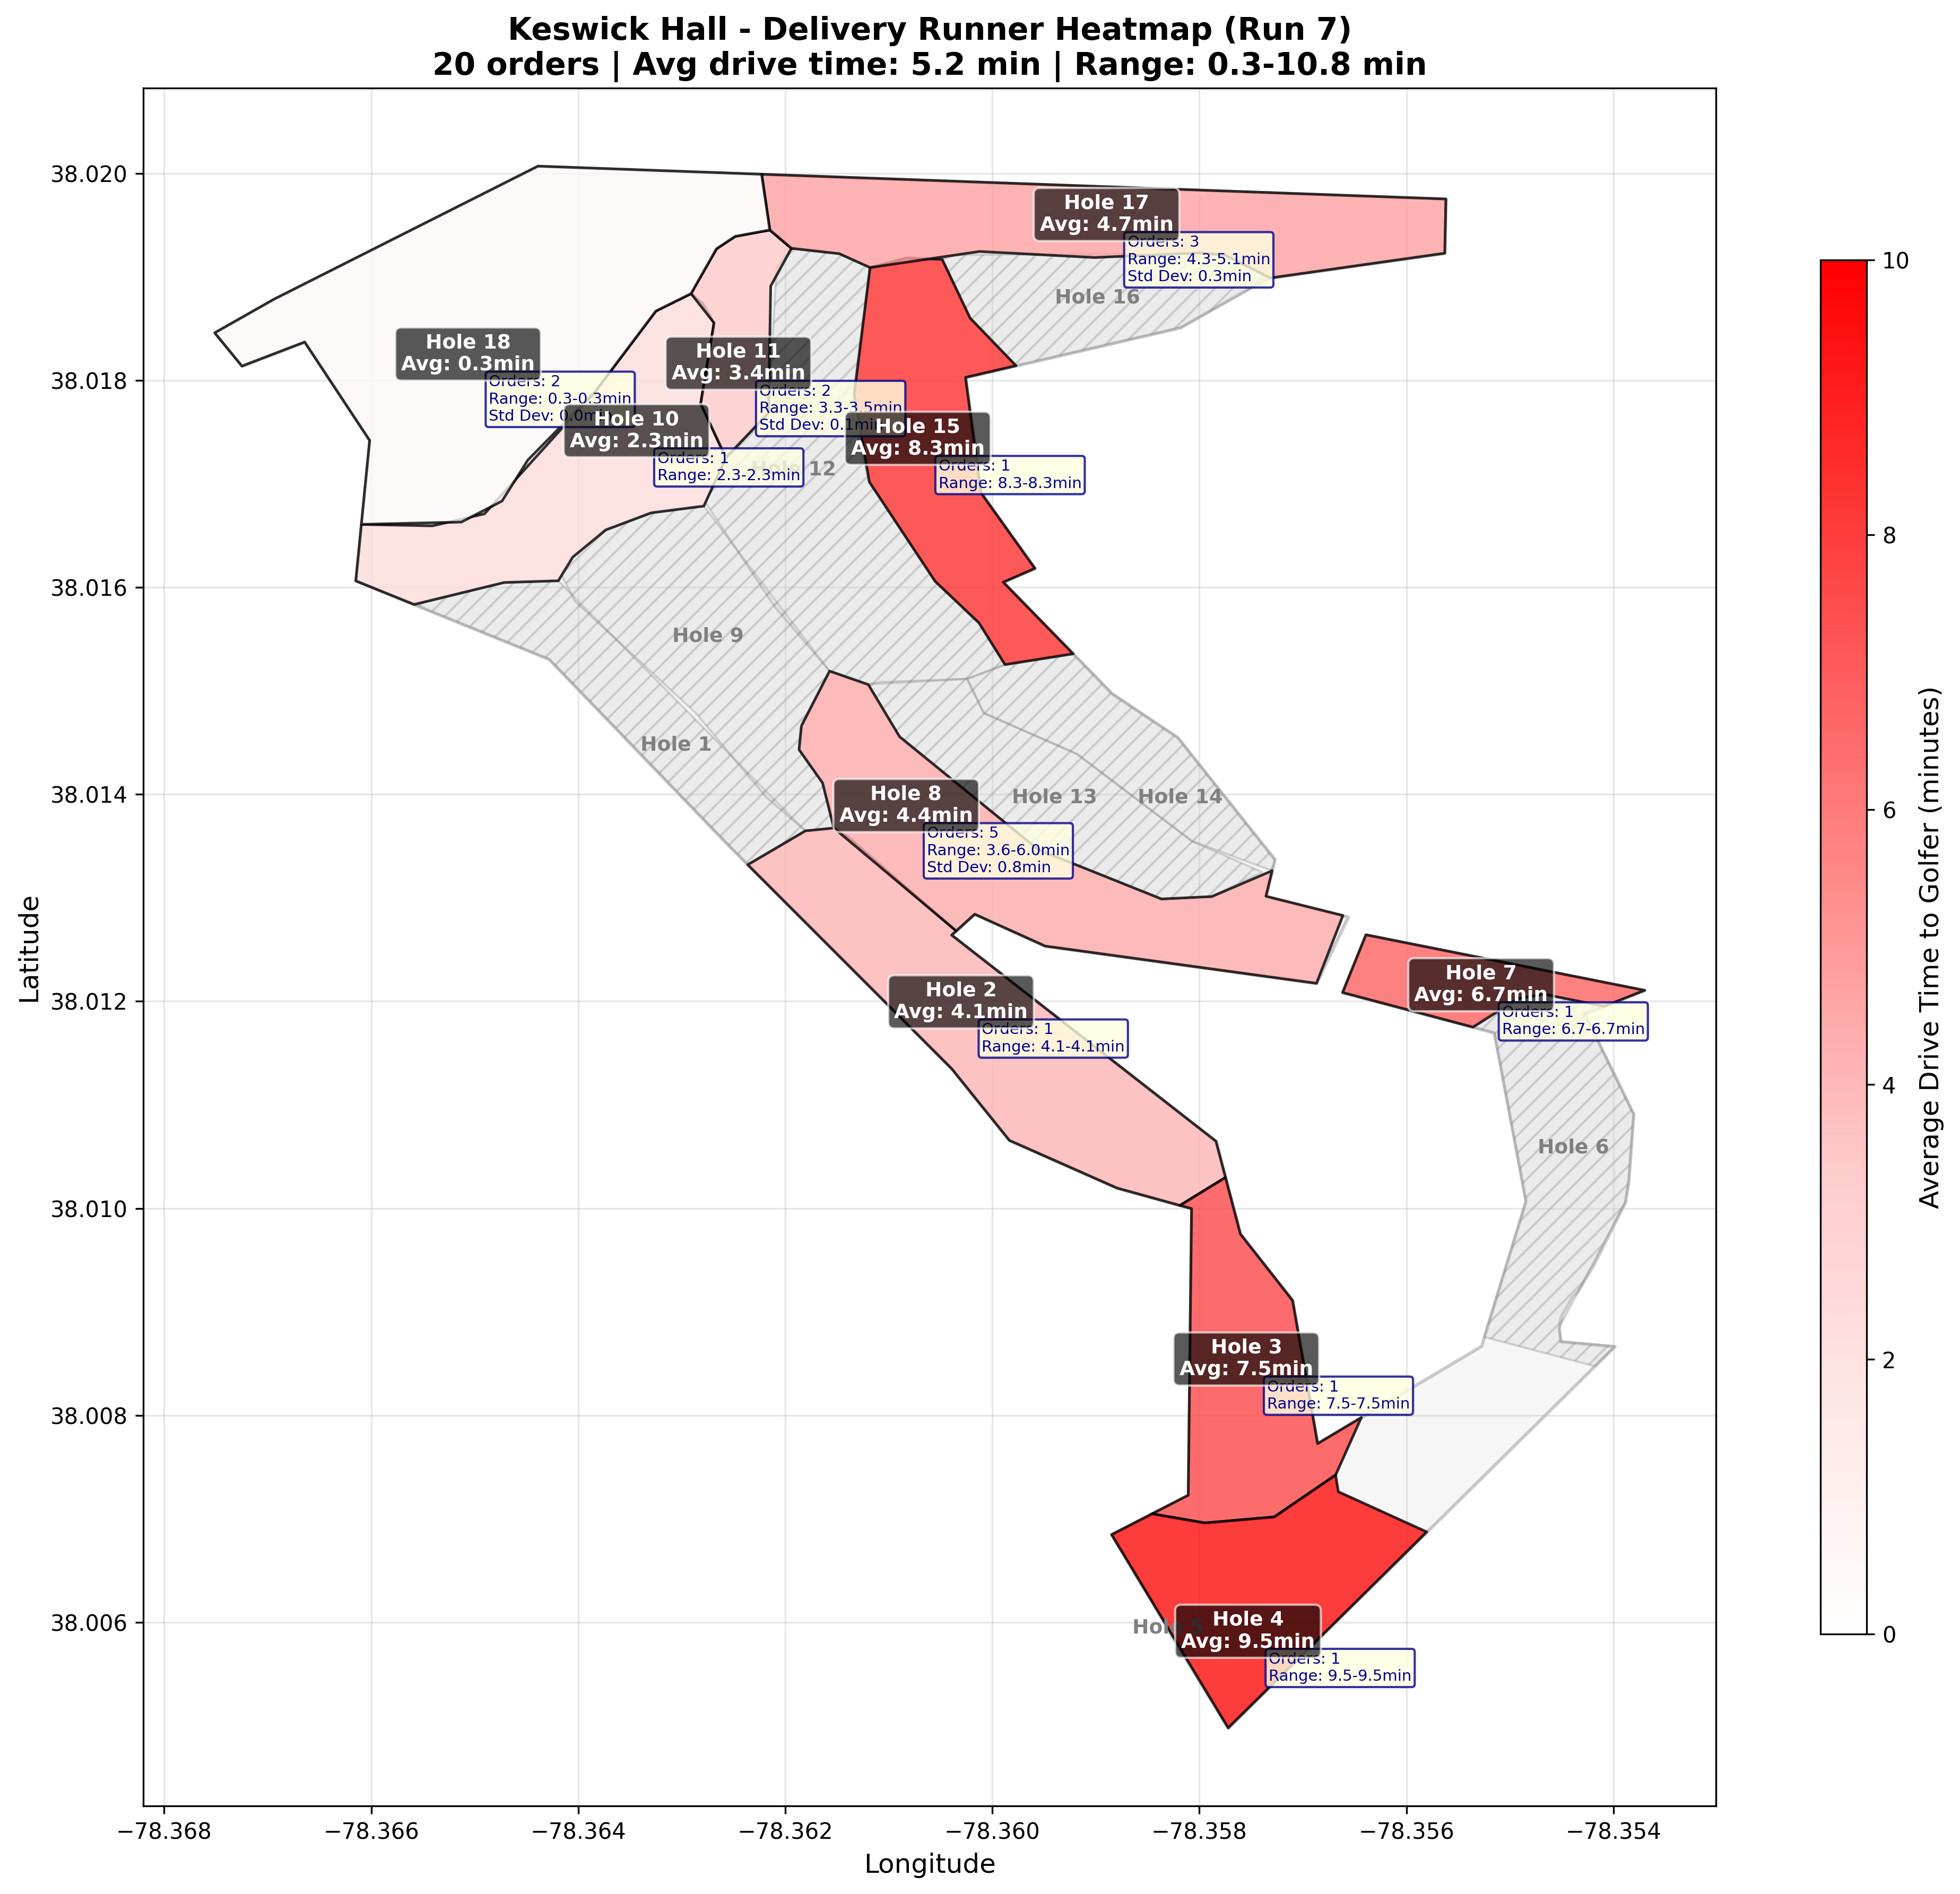 Keswick Hall - Delivery Runner Heatmap (Run 7)
20 orders | Avg drive time: 5.2 min | Range: 0.3-10.8 min
Latitude
38.020
38.018
38.016
38.014
38.012
38.010
38.008
38.006
Hole 17
Avg: 4.7min
Orders: 3
Range: 4.3-5.1min
Std Dev: 0.3min
Hole 16
Hole 18
Avg: 0.3min
Orders: 2
Range: 0.3-0.3min
Std Dev: 0.0min
Hole 11
Avg: 3.4min
Orders: 2
Range: 3.3-3.5min
Std Dev: 0.1min
Hole 10
Avg: 2.3min
Orders: 1
Range: 2.3-2.3min
Hole 15
Avg: 8.3min
Orders: 1
Range: 8.3-8.3min
Hole 12
Hole 9
Hole 1
Hole 8
Avg: 4.4min
Orders: 5
Range: 3.6-6.0min
Std Dev: 0.8min
Hole 13
Hole 14
Hole 2
Avg: 4.1min
Orders: 1
Range: 4.1-4.1min
Hole 7
Avg: 6.7min
Orders: 1
Range: 6.7-6.7min
Hole 6
Hole 3
Avg: 7.5min
Orders: 1
Range: 7.5-7.5min
Hole 5
Hole 4
Avg: 9.5min
Orders: 1
Range: 9.5-9.5min
−78.368
−78.366
−78.364
−78.362
−78.360
−78.358
−78.356
−78.354
Longitude
10
8
6
4
2
0
Average Drive Time to Golfer (minutes)